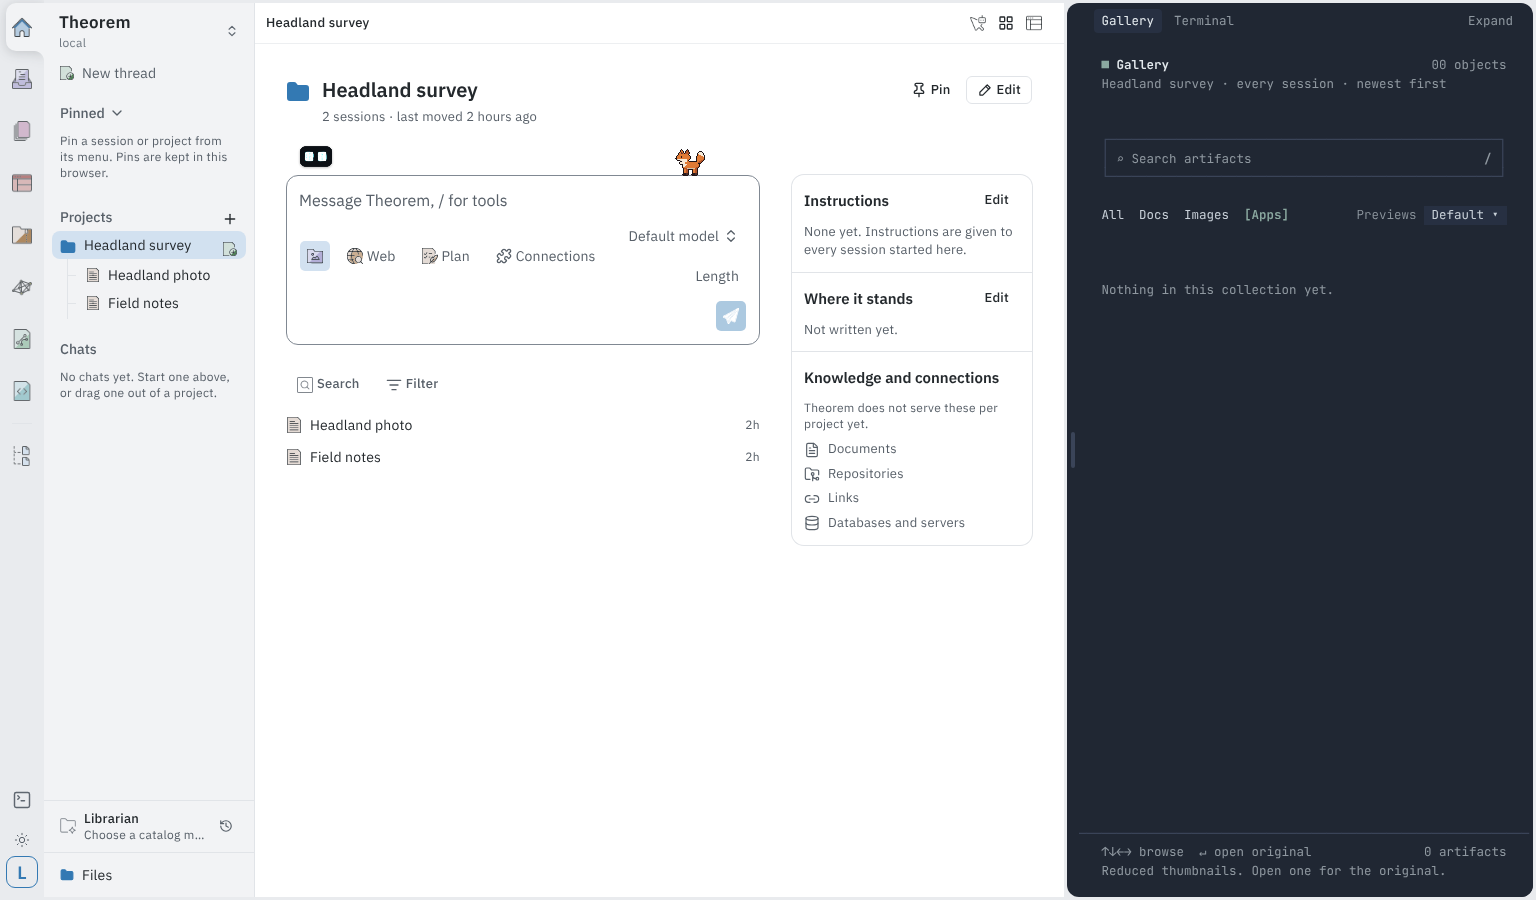 Theorem
local
New thread
Pinned
Pin a session or project from
its menu. Pins are kept in this
browser.
Projects
Headland survey
Headland photo
Field notes
Chats
No chats yet. Start one above,
or drag one out of a project.
Librarian
Choose a catalog m...
L
Files
Headland survey
Headland survey
Pin
Edit
2 sessions · last moved 2 hours ago
Message Theorem, / for tools
Default model
Web
Plan
Connections
Length
Search
Filter
Headland photo 2h
Field notes 2h
Instructions Edit
None yet. Instructions are given to
every session started here.
Where it stands Edit
Not written yet.
Knowledge and connections
Theorem does not serve these per
project yet.
Documents
Repositories
Links
Databases and servers
Gallery Terminal Expand
Gallery 00 objects
Headland survey · every session · newest first
Search artifacts /
All Docs Images [Apps] Previews Default
Nothing in this collection yet.
↑↓←→ browse ↵ open original 0 artifacts
Reduced thumbnails. Open one for the original.